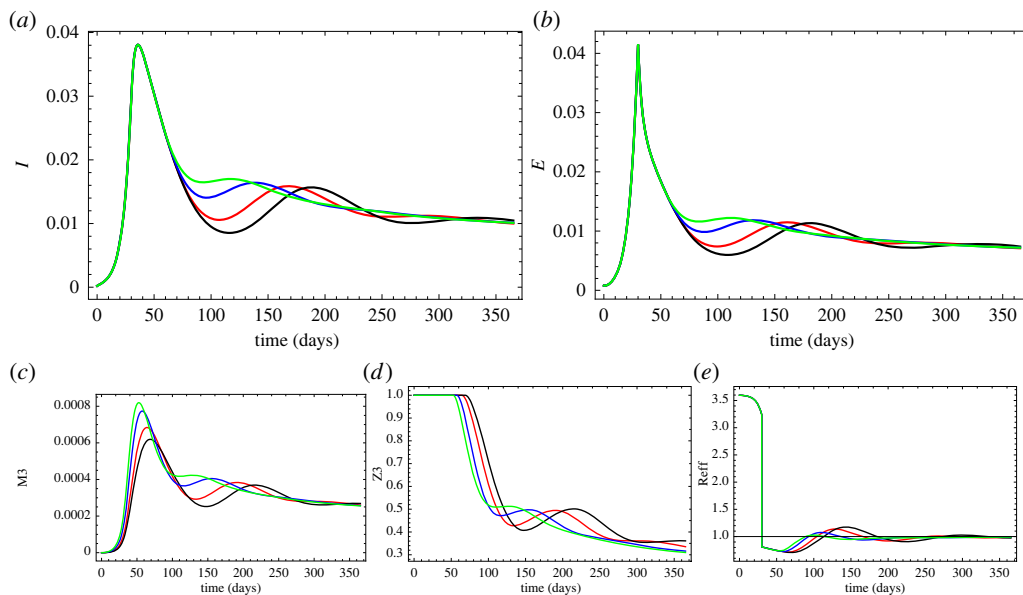 (a)
(b)
0.04
0.03
0.02
0.01
0
I
0 50 100 150 200 250 300 350
time (days)
0.04
0.03
0.02
0.01
0
E
0 50 100 150 200 250 300 350
time (days)
(c)
(d)
(e)
0.0008
0.0006
0.0004
0.0002
0
M3
0 50 100 150 200 250 300 350
time (days)
1.0
0.9
0.8
0.7
0.6
0.5
0.4
0.3
Z3
0 50 100 150 200 250 300 350
time (days)
3.5
3.0
2.5
2.0
1.5
1.0
Reff
0 50 100 150 200 250 300 350
time (days)